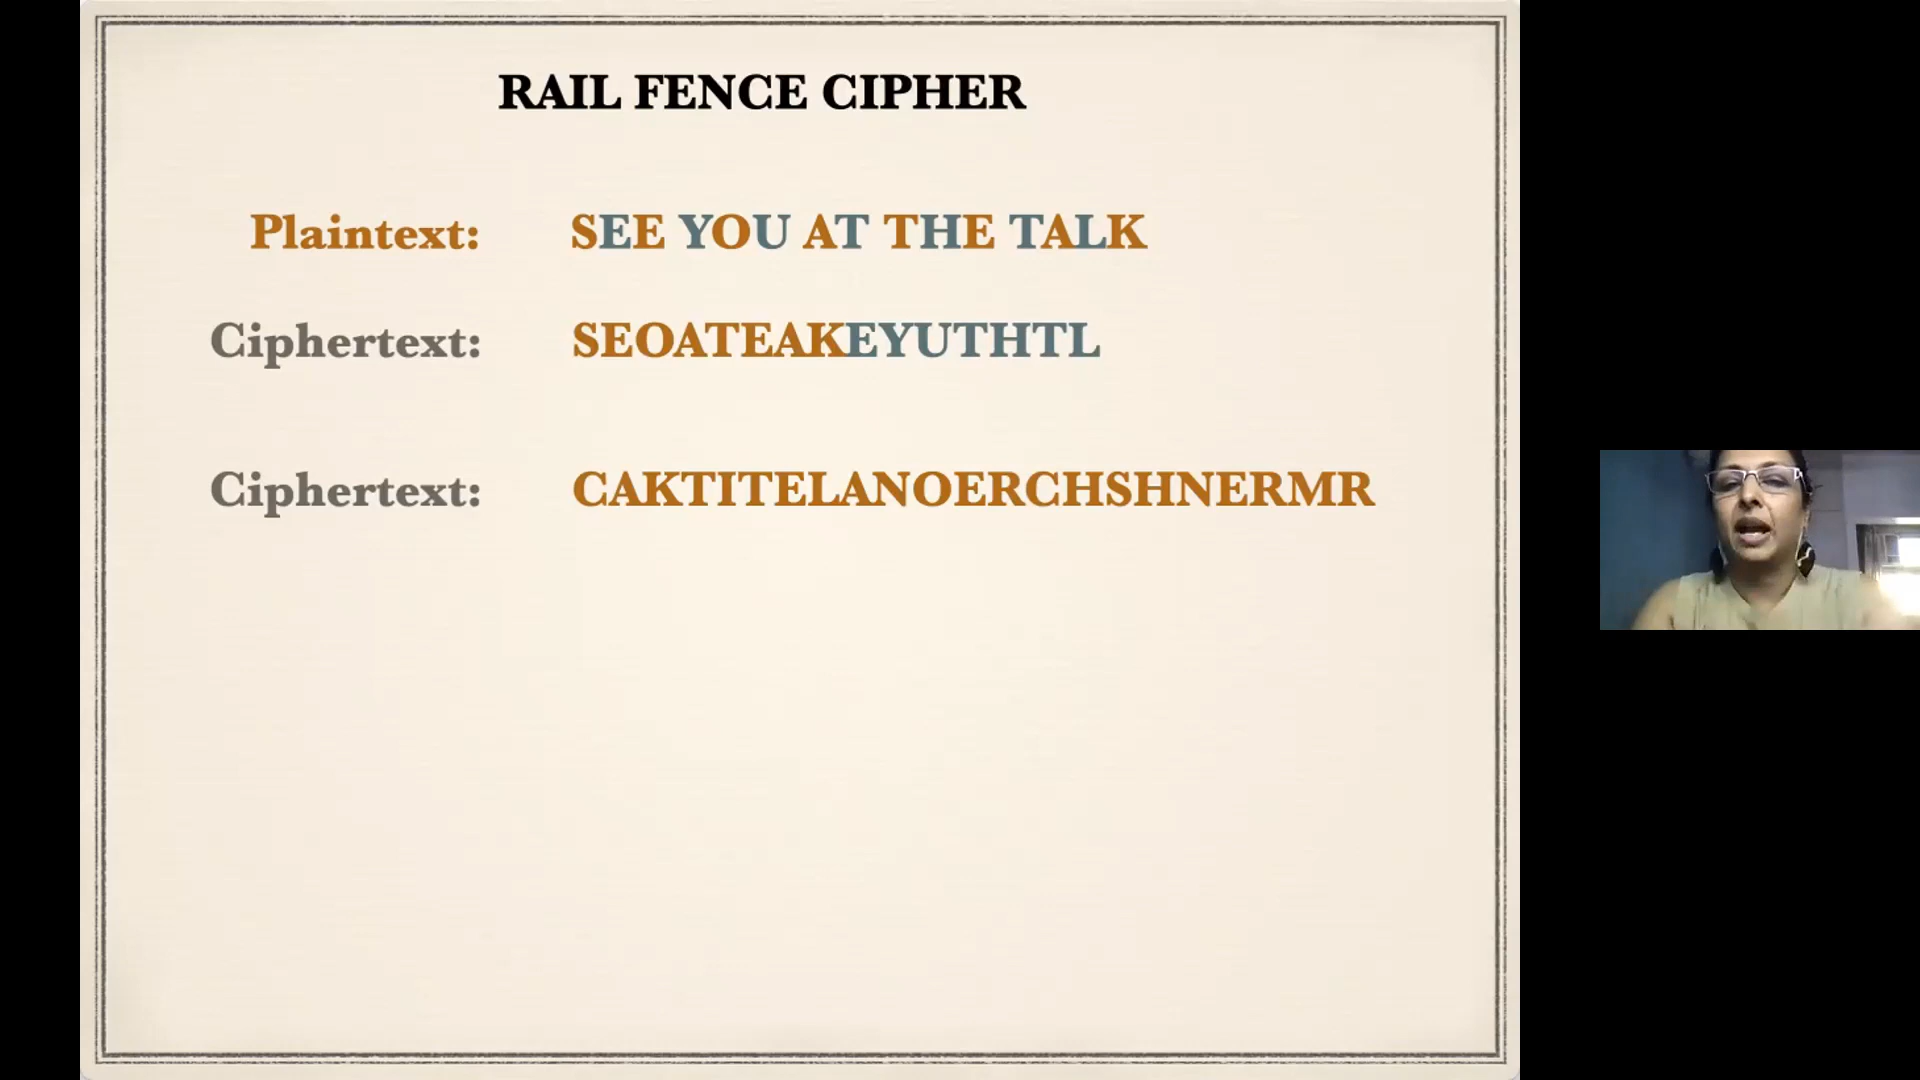 RAIL FENCE CIPHER
Plaintext: SEE YOU AT THE TALK
Ciphertext: SEOATEAKEYUTHTL
Ciphertext: CAKTITELANOERCHSHNERMR